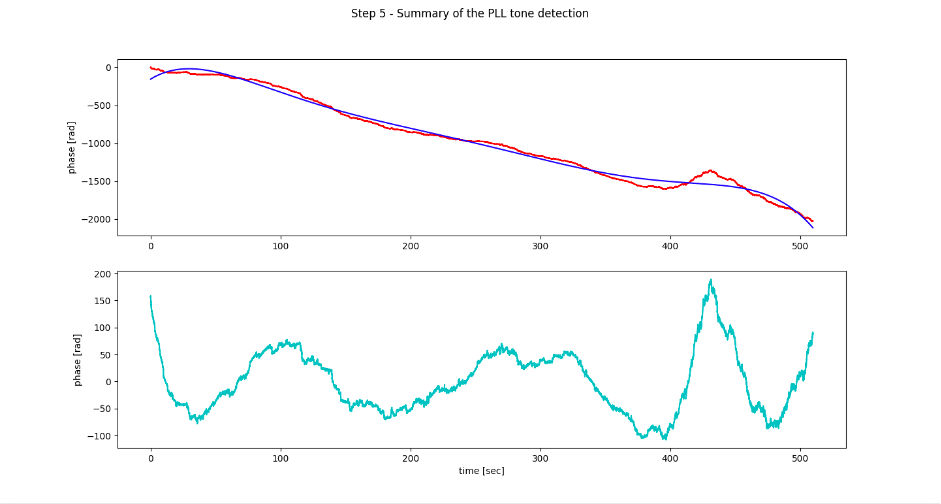 Step 5 - Summary of the PLL tone detection
0
−500
−1000
−1500
−2000
phase [rad]
0 100 200 300 400 500
200
150
100
50
0
−50
−100
phase [rad]
0 100 200 300 400 500
time [sec]